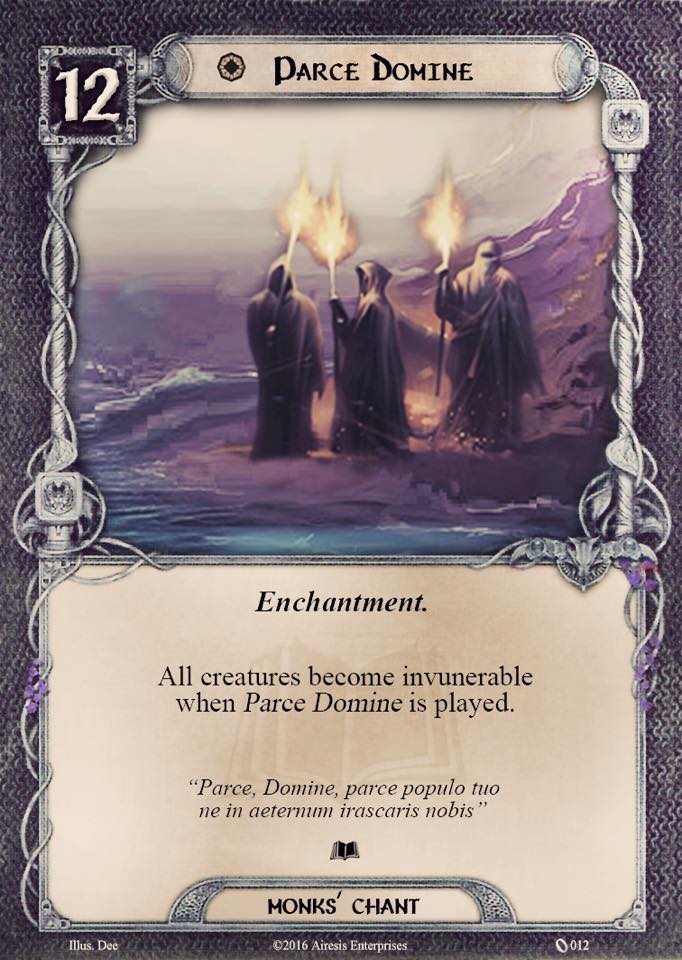 12
Parce Domine
Enchantment.
All creatures become invunerable
when Parce Domine is played.
“Parce, Domine, parce populo tuo
ne in aeternum irascaris nobis”
MONKS' CHANT
Illus. Dee
©2016 Airesis Enterprises
012